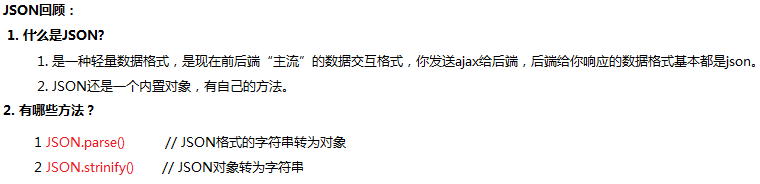 JSON回顾：
1. 什么是JSON?
1. 是一种轻量数据格式，是现在前后端“主流”的数据交互格式，你发送ajax给后端，后端给你响应的数据格式基本都是json。
2. JSON还是一个内置对象，有自己的方法。
2. 有哪些方法？
1 JSON.parse() // JSON格式的字符串转为对象
2 JSON.strinify() // JSON对象转为字符串